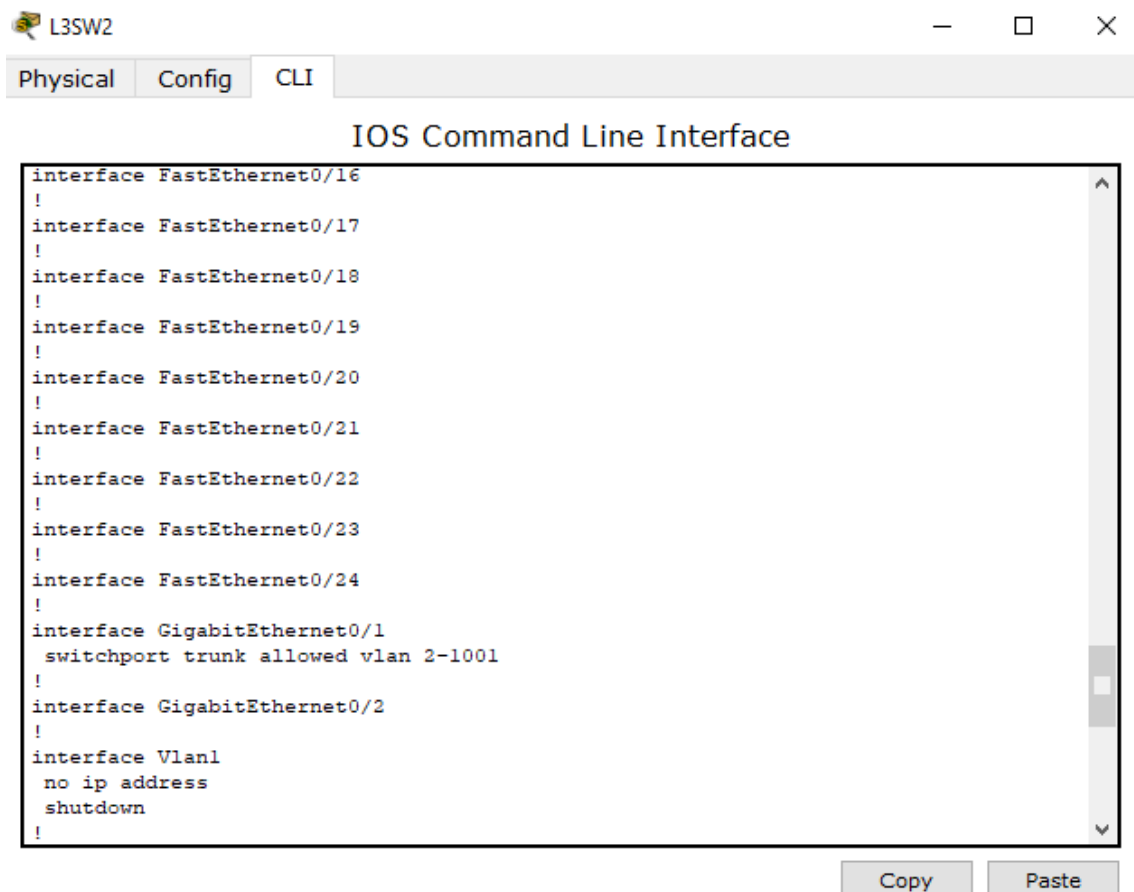 L3SW2
Physical Config CLI
IOS Command Line Interface
interface FastEthernet0/16
!
interface FastEthernet0/17
!
interface FastEthernet0/18
!
interface FastEthernet0/19
!
interface FastEthernet0/20
!
interface FastEthernet0/21
!
interface FastEthernet0/22
!
interface FastEthernet0/23
!
interface FastEthernet0/24
!
interface GigabitEthernet0/1
 switchport trunk allowed vlan 2-1001
!
interface GigabitEthernet0/2
!
interface Vlan1
 no ip address
 shutdown
!
Copy Paste